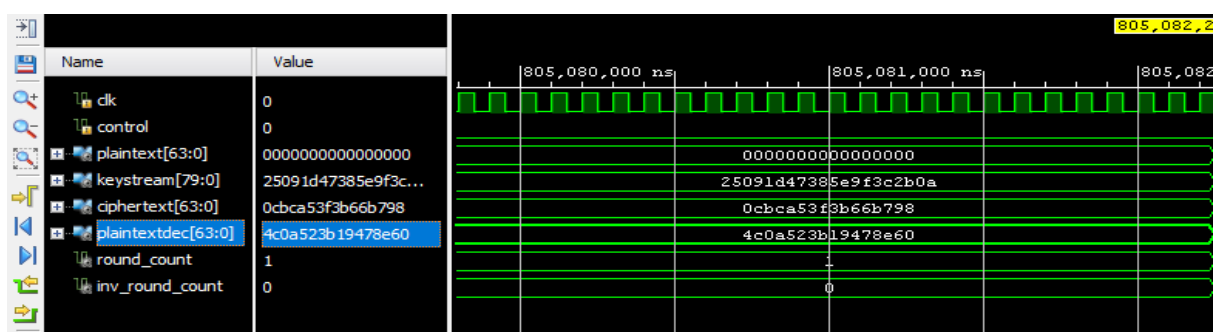 805,082,2
Name Value
805,080,000 ns 805,081,000 ns 805,082
clk 0
control 0
plaintext[63:0] 0000000000000000 0000000000000000
keystream[79:0] 25091d47385e9f3c... 25091d47385e9f3c2b0a
ciphertext[63:0] 0cbca53f3b66b798 0cbca53f3b66b798
plaintextdec[63:0] 4c0a523b19478e60 4c0a523b19478e60
round_count 1 1
inv_round_count 0 0